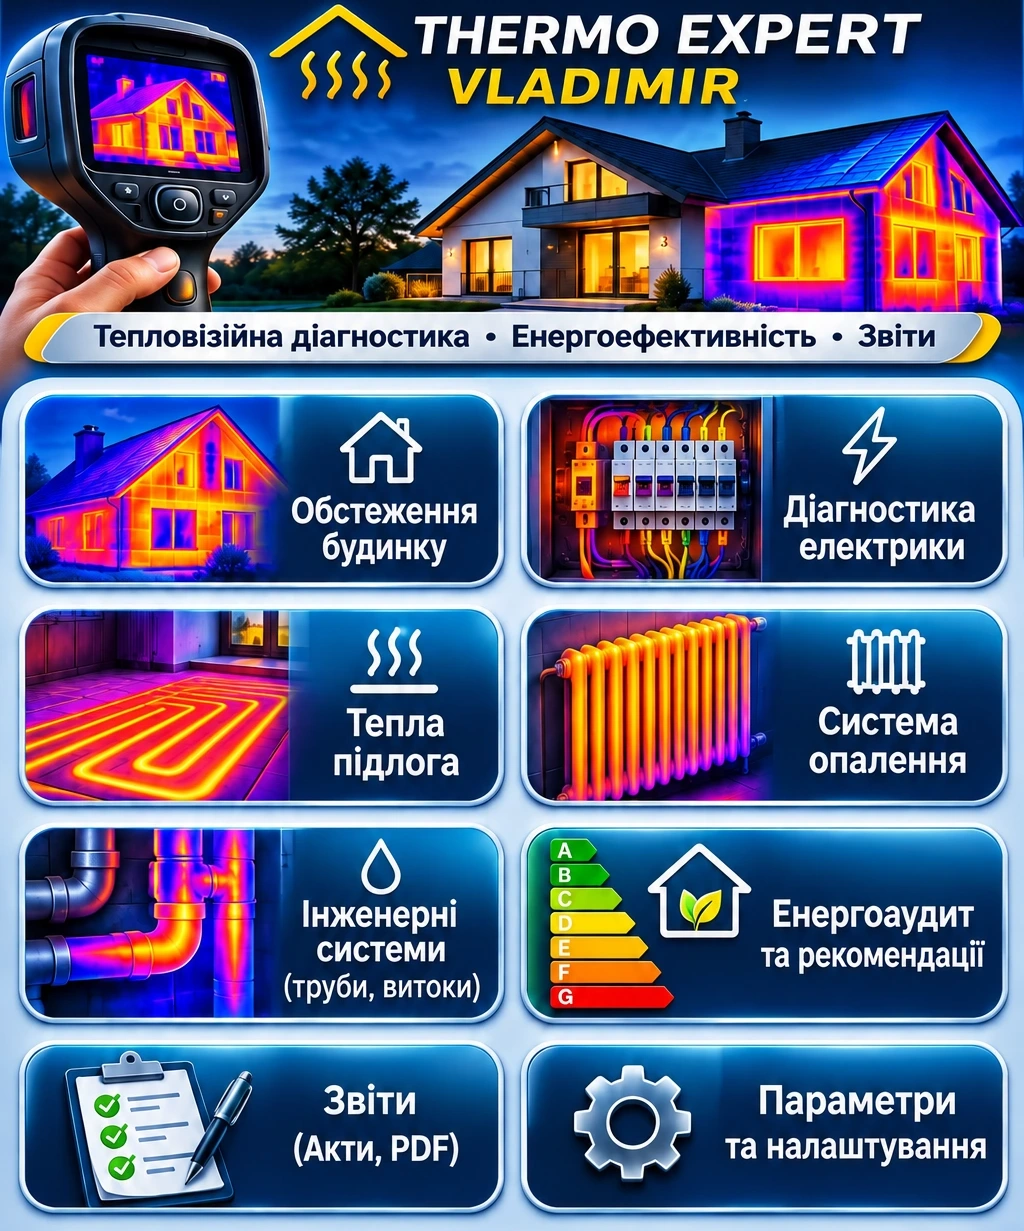 THERMO EXPERT
VLADIMIR
3
Тепловізійна діагностика • Енергоефективність • Звіти
Обстеження
будинку
Діагностика
електрики
Тепла
підлога
Система
опалення
Інженерні
системи
(труби, витоки)
A
B
C
D
E
F
G
Енергоаудит
та рекомендації
Звіти
(Акти, PDF)
Параметри
та налаштування